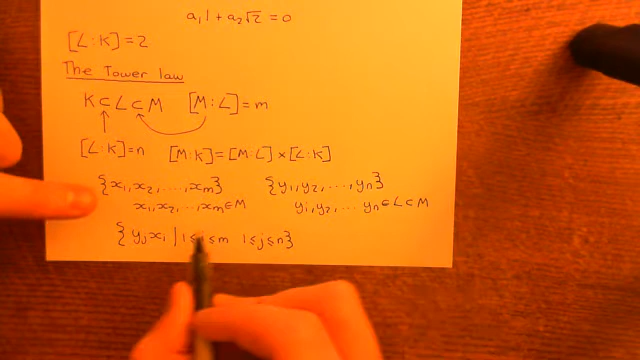 a₁1 + a₂√2 = 0
[L:K] = 2
The Tower law
K ⊂ L ⊂ M [M:L] = m
[L:K] = n [M:K] = [M:L] × [L:K]
{x₁, x₂, ..., xₘ} {y₁, y₂, ..., yₙ}
x₁, x₂, ..., xₘ ∈ M y₁, y₂, ... yₙ ∈ L ⊂ M
{yⱼxᵢ | 1 ≤ i ≤ m 1 ≤ j ≤ n}